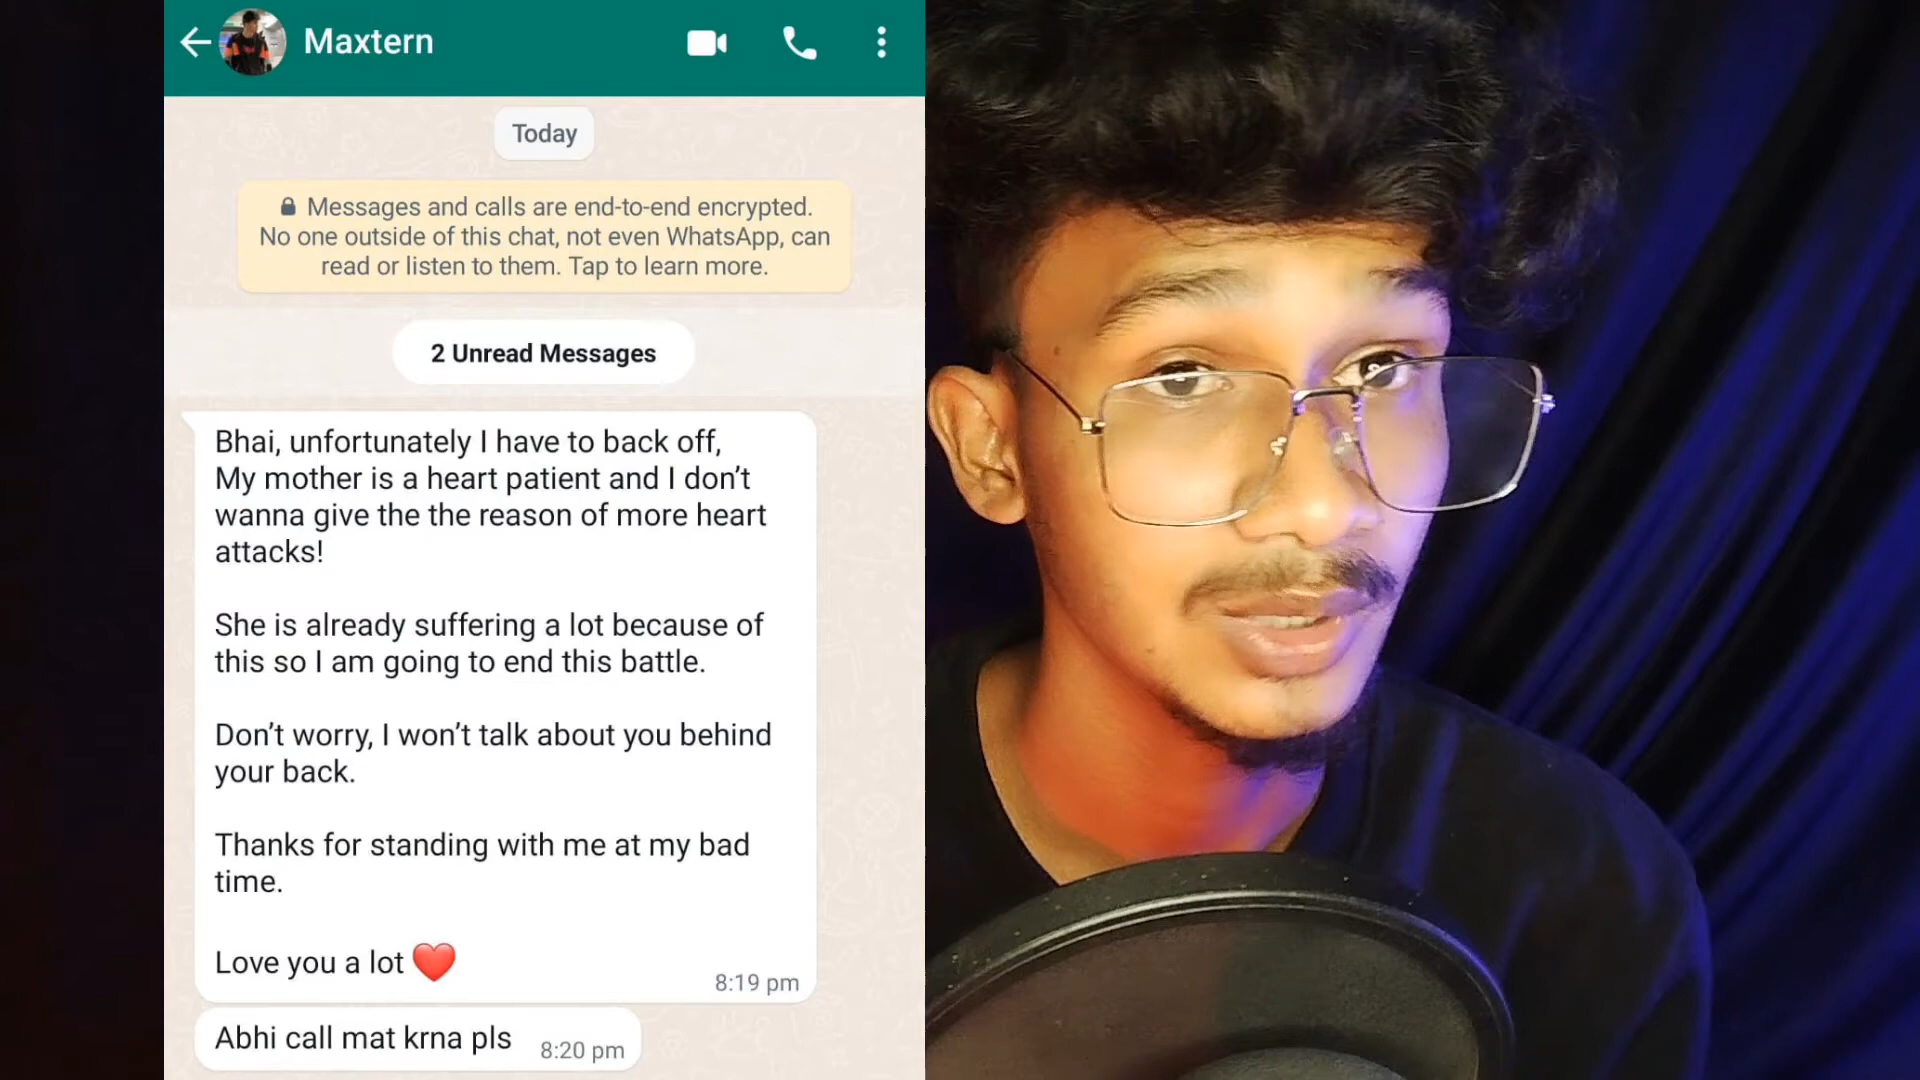 Maxtern
Today
Messages and calls are end-to-end encrypted.
No one outside of this chat, not even WhatsApp, can
read or listen to them. Tap to learn more.
2 Unread Messages
Bhai, unfortunately I have to back off,
My mother is a heart patient and I don’t
wanna give the the reason of more heart
attacks!
She is already suffering a lot because of
this so I am going to end this battle.
Don’t worry, I won’t talk about you behind
your back.
Thanks for standing with me at my bad
time.
Love you a lot ❤️
8:19 pm
Abhi call mat krna pls
8:20 pm